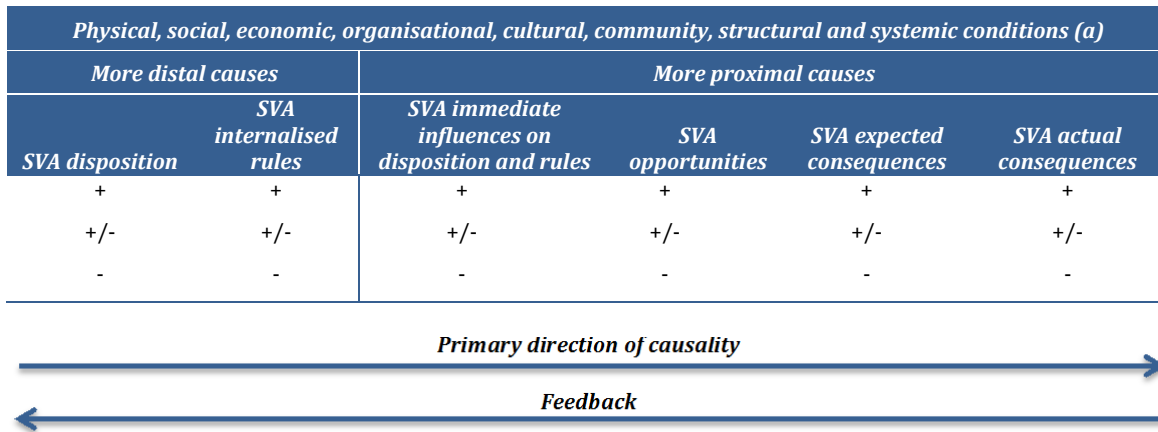 Physical, social, economic, organisational, cultural, community, structural and systemic conditions (a)
More distal causes More proximal causes
SVA disposition
SVA
internalised
rules
SVA immediate
influences on
disposition and rules
SVA
opportunities
SVA expected
consequences
SVA actual
consequences
+ + + + + +
+/- +/- +/- +/- +/- +/-
- - - - - -
Primary direction of causality
Feedback